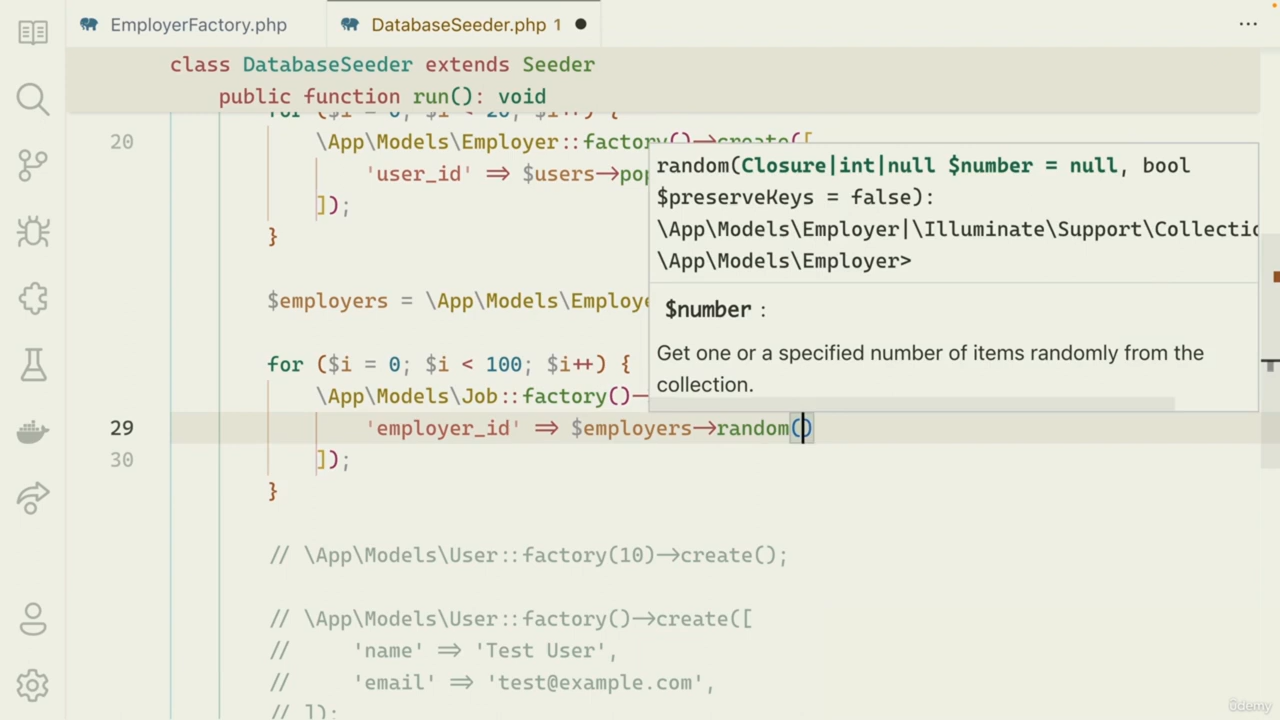 EmployerFactory.php
DatabaseSeeder.php 1
class DatabaseSeeder extends Seeder
public function run(): void
for ($i = 0; $i < 20; $i++) {
20 \App\Models\Employer::factory()->create([
'user_id' => $users->pop
]);
}
$employers = \App\Models\Employe
for ($i = 0; $i < 100; $i++) {
\App\Models\Job::factory()-
29 'employer_id' => $employers->random()
30 ]);
}
// \App\Models\User::factory(10)->create();
// \App\Models\User::factory()->create([
// 'name' => 'Test User',
// 'email' => 'test@example.com',
// ]);
random(Closure|int|null $number = null, bool
$preserveKeys = false):
\App\Models\Employer|\Illuminate\Support\Collectio
\App\Models\Employer>
$number :
Get one or a specified number of items randomly from the
collection.
ûdemy